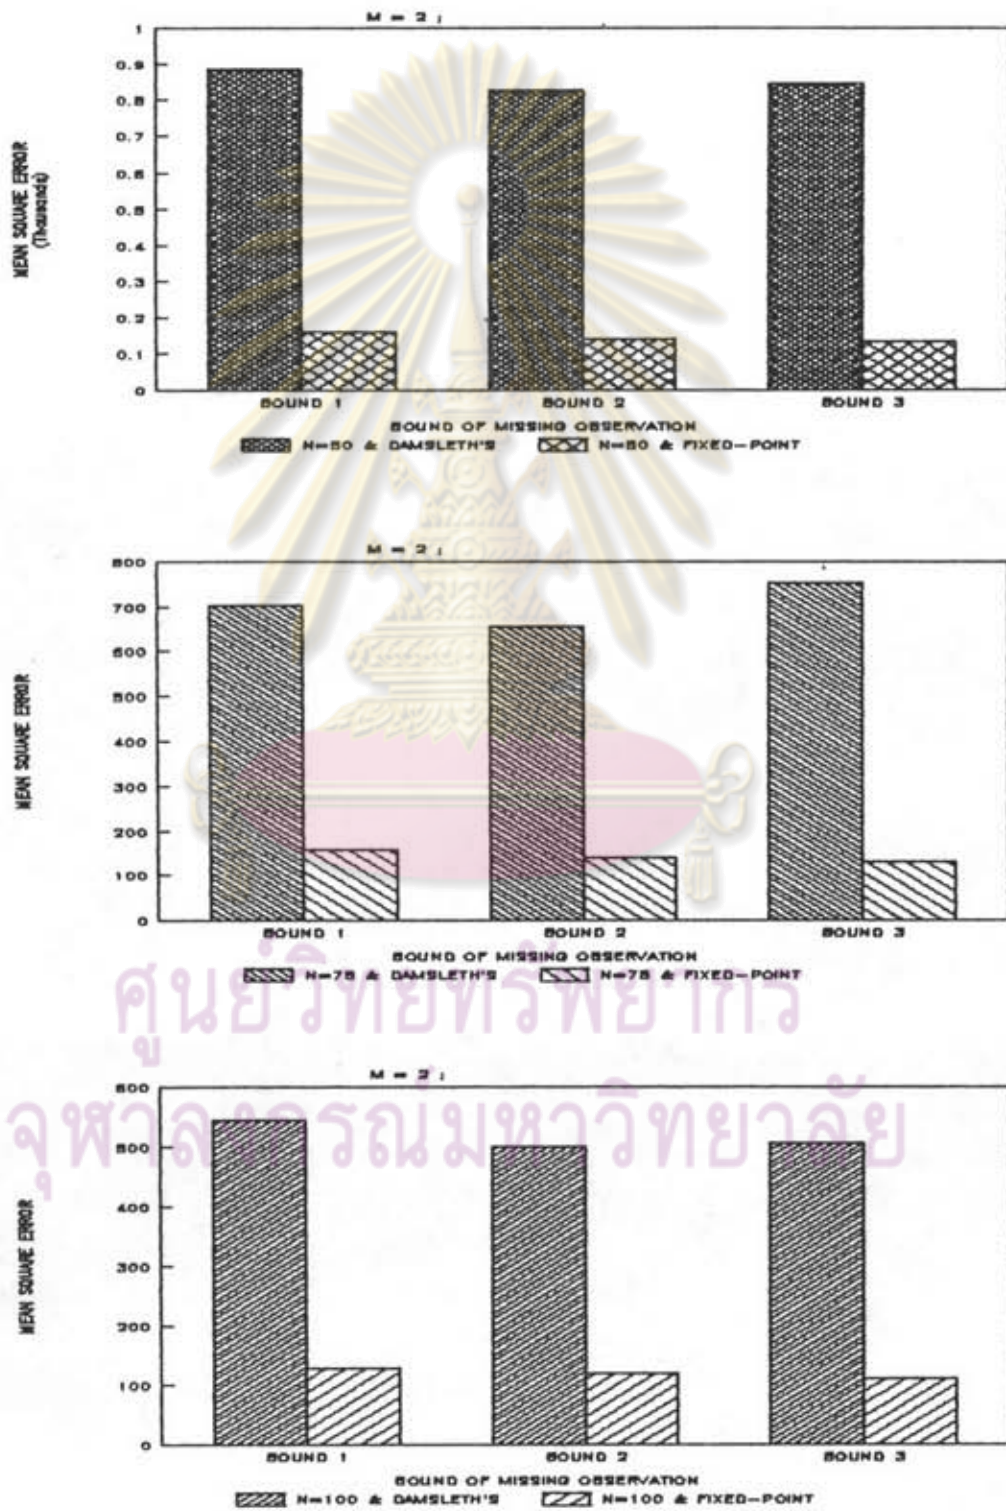 M = 2 ;
1
0.9
0.8
0.7
0.6
0.5
0.4
0.3
0.2
0.1
0
MEAN SQUARE ERROR
(Thousands)
BOUND 1 BOUND 2 BOUND 3
BOUND OF MISSING OBSERVATION
N=50 & DAMSLETH'S N=50 & FIXED-POINT
M = 2 ;
800
700
600
500
400
300
200
100
0
MEAN SQUARE ERROR
BOUND 1 BOUND 2 BOUND 3
BOUND OF MISSING OBSERVATION
N=75 & DAMSLETH'S N=75 & FIXED-POINT
ศูนย์วิทยทรัพยากร
จุฬาลงกรณ์มหาวิทยาลัย
M = 2 ;
600
500
400
300
200
100
0
MEAN SQUARE ERROR
BOUND 1 BOUND 2 BOUND 3
BOUND OF MISSING OBSERVATION
N=100 & DAMSLETH'S N=100 & FIXED-POINT